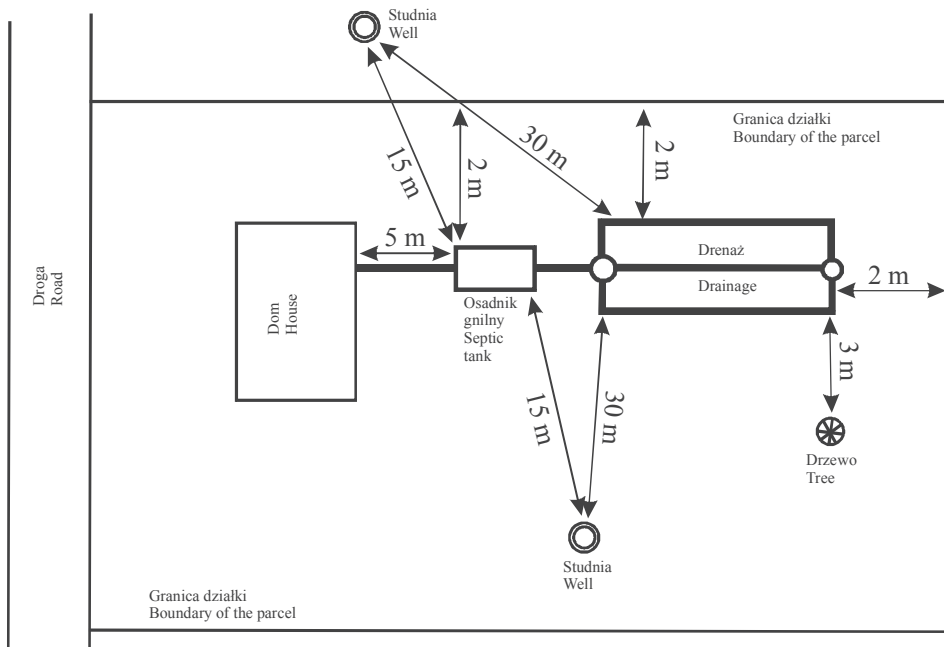 Studnia
Well
Granica działki
Boundary of the parcel
15 m
2 m
30 m
2 m
5 m
Drenaż
Drainage
2 m
Droga
Road
Dom
House
Osadnik
gnilny
Septic
tank
15 m
30 m
3 m
Drzewo
Tree
Studnia
Well
Granica działki
Boundary of the parcel